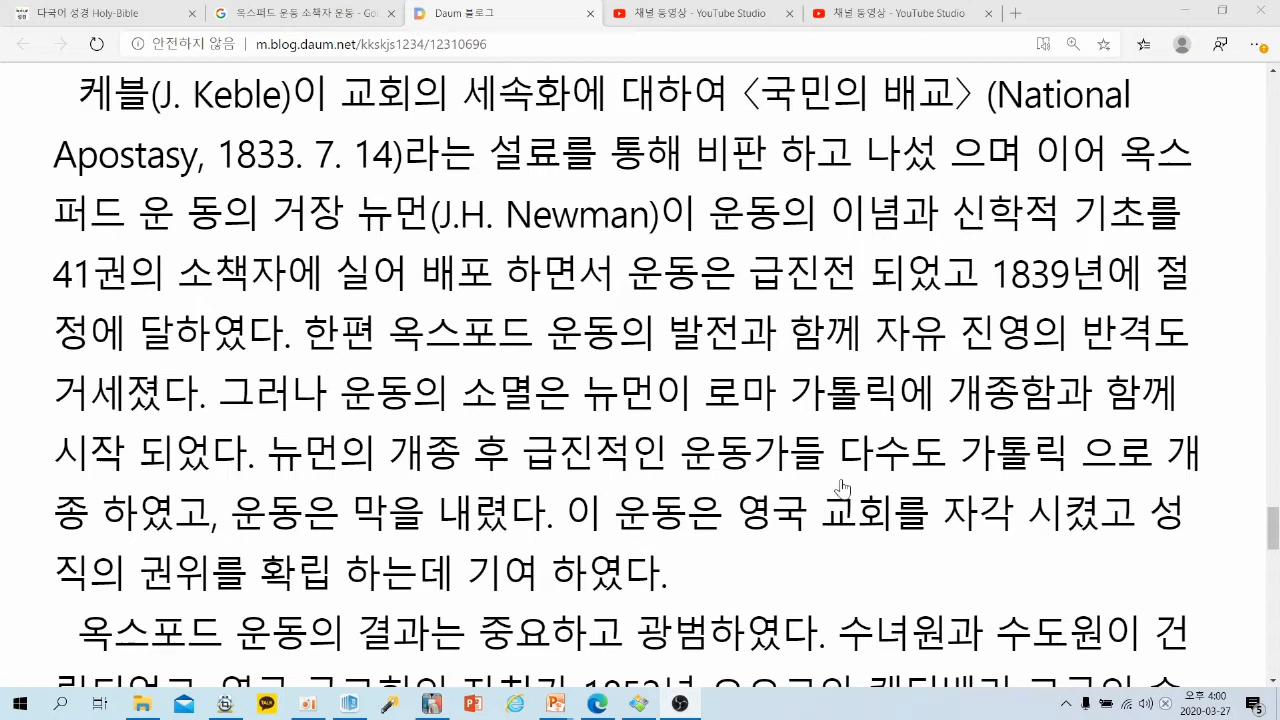 다국어 성경 Holy-Bible
옥스퍼드 운동 소책자 운동 - Go
Daum 블로그
채널 동영상 - YouTube Studio
채널 동영상 - YouTube Studio
안전하지 않음
m.blog.daum.net/kkskjs1234/12310696
케블(J. Keble)이 교회의 세속화에 대하여 〈국민의 배교〉 (National
Apostasy, 1833. 7. 14)라는 설료를 통해 비판 하고 나섰 으며 이어 옥스
퍼드 운 동의 거장 뉴먼(J.H. Newman)이 운동의 이념과 신학적 기초를
41권의 소책자에 실어 배포 하면서 운동은 급진전 되었고 1839년에 절
정에 달하였다. 한편 옥스포드 운동의 발전과 함께 자유 진영의 반격도
거세졌다. 그러나 운동의 소멸은 뉴먼이 로마 가톨릭에 개종함과 함께
시작 되었다. 뉴먼의 개종 후 급진적인 운동가들 다수도 가톨릭 으로 개
종 하였고, 운동은 막을 내렸다. 이 운동은 영국 교회를 자각 시켰고 성
직의 권위를 확립 하는데 기여 하였다.
옥스포드 운동의 결과는 중요하고 광범하였다. 수녀원과 수도원이 건
오후 4:00
2020-03-27